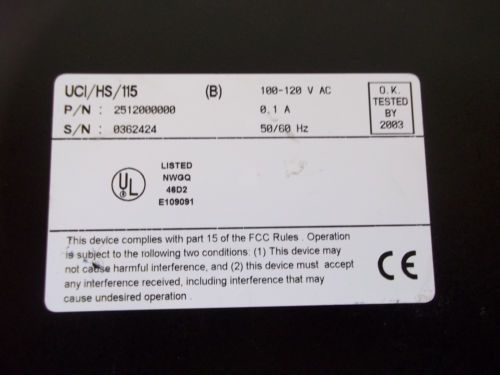 UCI/HS/115 (B) 100-120 V AC
P/N : 2512000000 0.1 A
S/N : 0362424 50/60 Hz
O.K.
TESTED
BY
2003
UL
LISTED
NWGQ
46D2
E109091
This device complies with part 15 of the FCC Rules . Operation
is subject to the following two conditions: (1) This device may
not cause harmful interference, and (2) this device must accept
any interference received, including interference that may
cause undesired operation .
CE